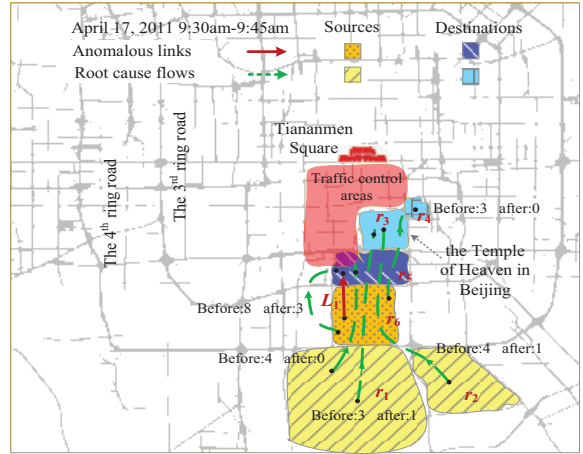 April 17, 2011 9:30am-9:45am
Sources
Destinations
Anomalous links
Root cause flows
Tiananmen
Square
The 4th ring road
The 3rd ring road
Traffic control
areas
r3
r4
Before:3 after:0
the Temple
of Heaven in
Beijing
r5
L1
Before:8 after:3
r6
Before:4 after:0
Before:4 after:1
r1
r2
Before:3 after:1